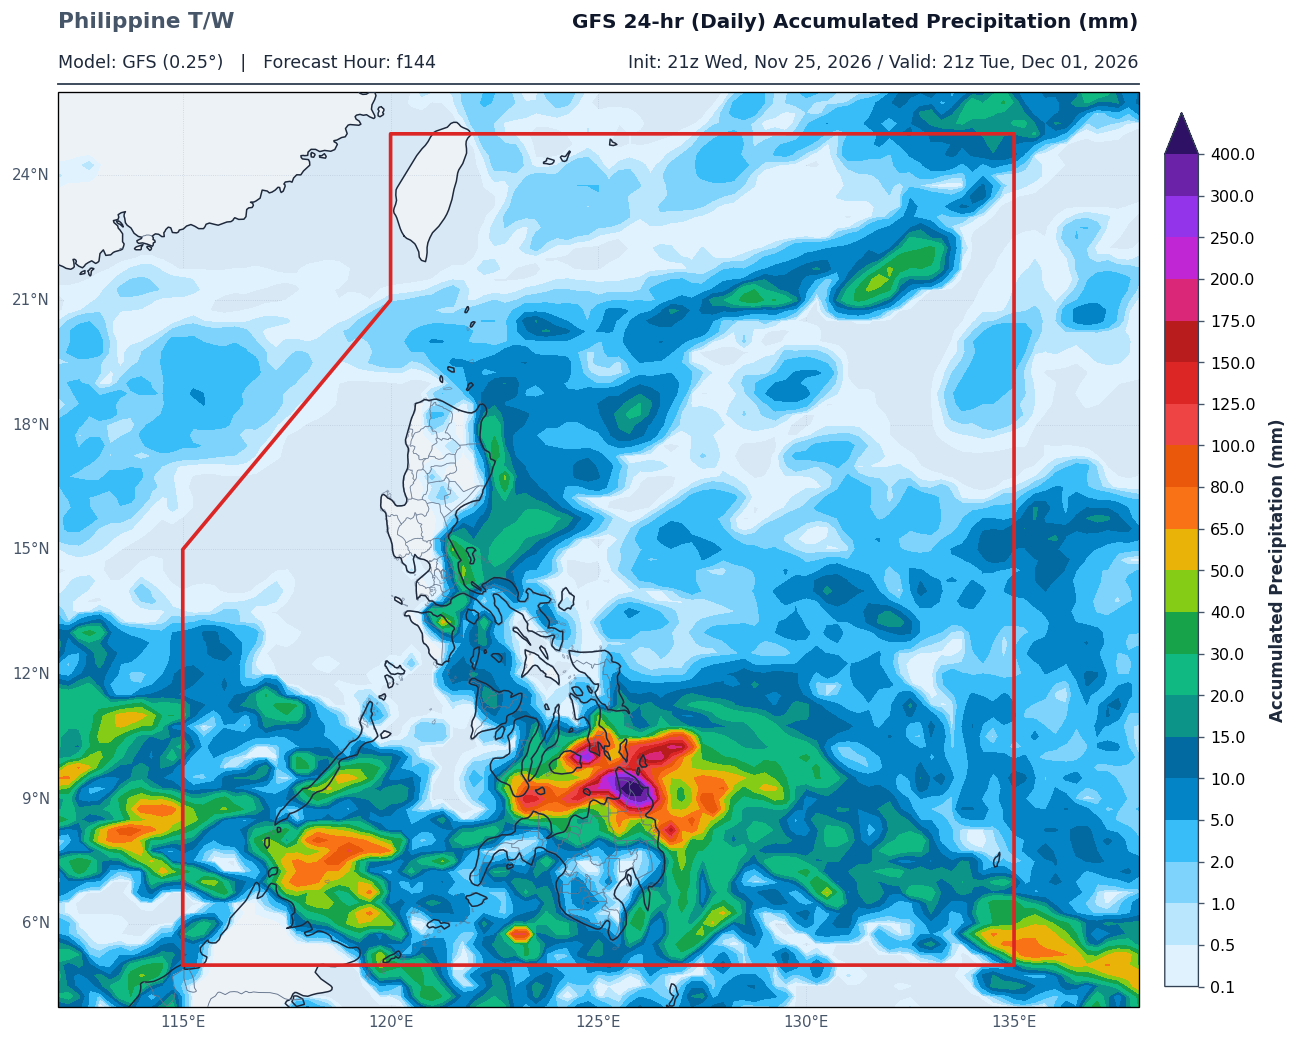 Philippine T/W
GFS 24-hr (Daily) Accumulated Precipitation (mm)
Model: GFS (0.25°)   |   Forecast Hour: f144
Init: 21z Wed, Nov 25, 2026 / Valid: 21z Tue, Dec 01, 2026
24°N
21°N
18°N
15°N
12°N
9°N
6°N
115°E
120°E
125°E
130°E
135°E
400.0
300.0
250.0
200.0
175.0
150.0
125.0
100.0
80.0
65.0
50.0
40.0
30.0
20.0
15.0
10.0
5.0
2.0
1.0
0.5
0.1
Accumulated Precipitation (mm)